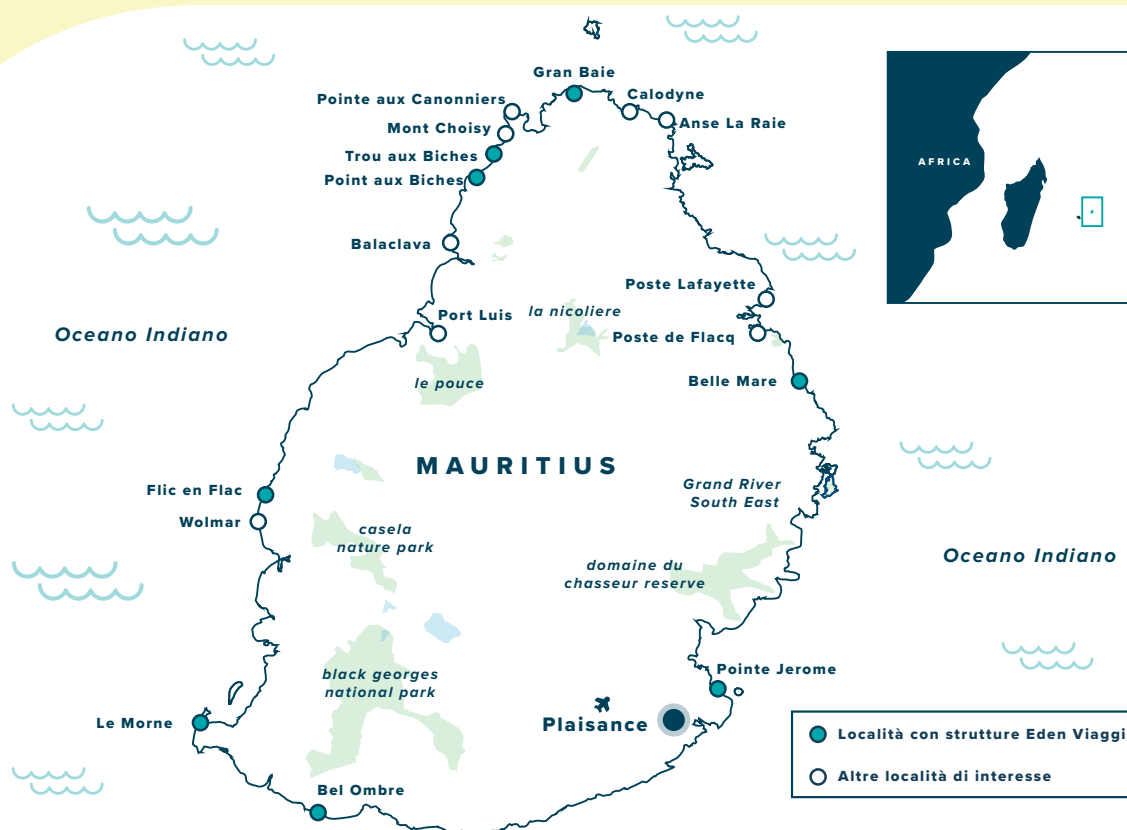 Gran Baie
Pointe aux Canonniers
Calodyne
Anse La Raie
Mont Choisy
Trou aux Biches
Point aux Biches
AFRICA
Balaclava
Poste Lafayette
Port Luis
la nicoliere
Oceano Indiano
Poste de Flacq
le pouce
Belle Mare
MAURITIUS
Flic en Flac
Grand River
South East
Wolmar
casela
nature park
Oceano Indiano
domaine du
chasseur reserve
black georges
national park
Pointe Jerome
Le Morne
Plaisance
Località con strutture Eden Viaggi
Altre località di interesse
Bel Ombre